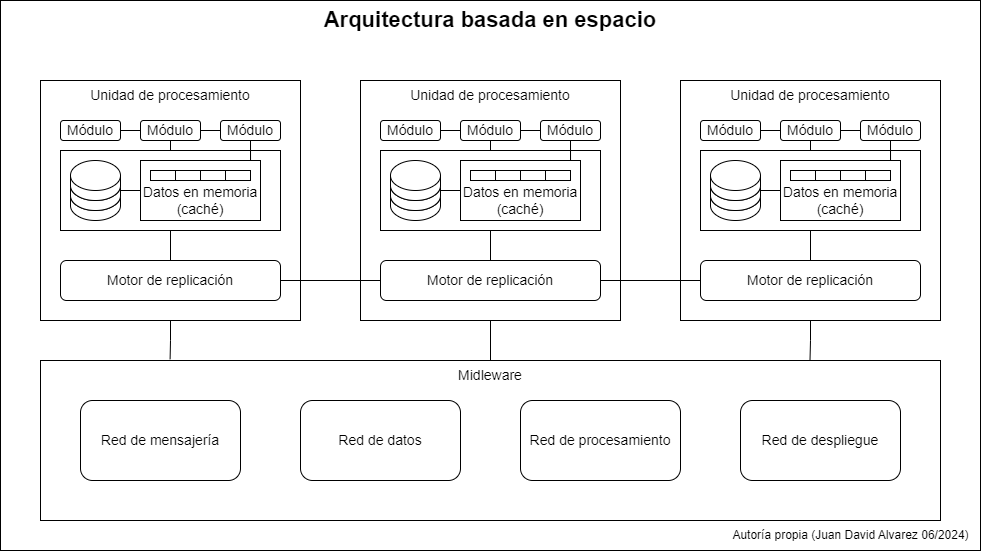 Arquitectura basada en espacio
Unidad de procesamiento
Módulo
Módulo
Módulo
Datos en memoria
(caché)
Motor de replicación
Unidad de procesamiento
Módulo
Módulo
Módulo
Datos en memoria
(caché)
Motor de replicación
Unidad de procesamiento
Módulo
Módulo
Módulo
Datos en memoria
(caché)
Motor de replicación
Midleware
Red de mensajería
Red de datos
Red de procesamiento
Red de despliegue
Autoría propia (Juan David Alvarez 06/2024)